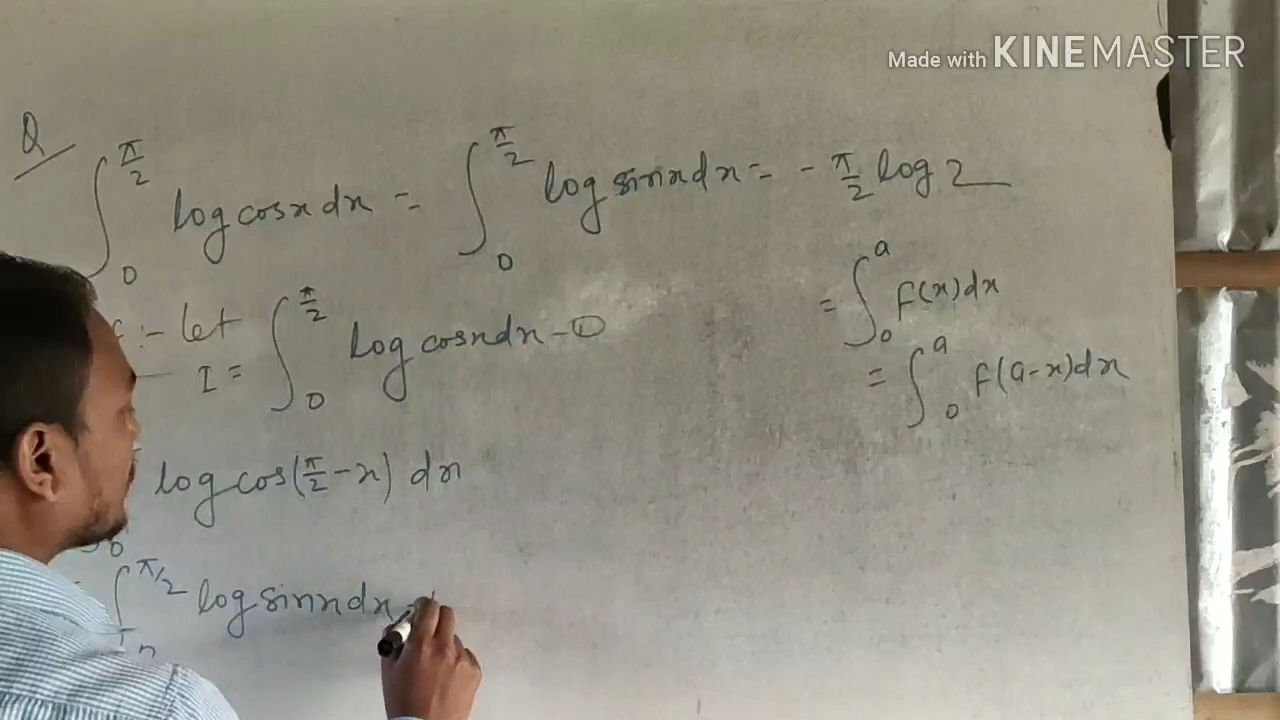 Made with KINEMASTER
Q
∫₀^(π/2) log cosx dx = ∫₀^(π/2) log sinx dx = - π/2 log 2
:- let
I = ∫₀^(π/2) log cosx dx - ①
= ∫₀^a f(x) dx
= ∫₀^a f(a-x) dx
log cos(π/2 - x) dx
∫^(π/2) log sinx dx